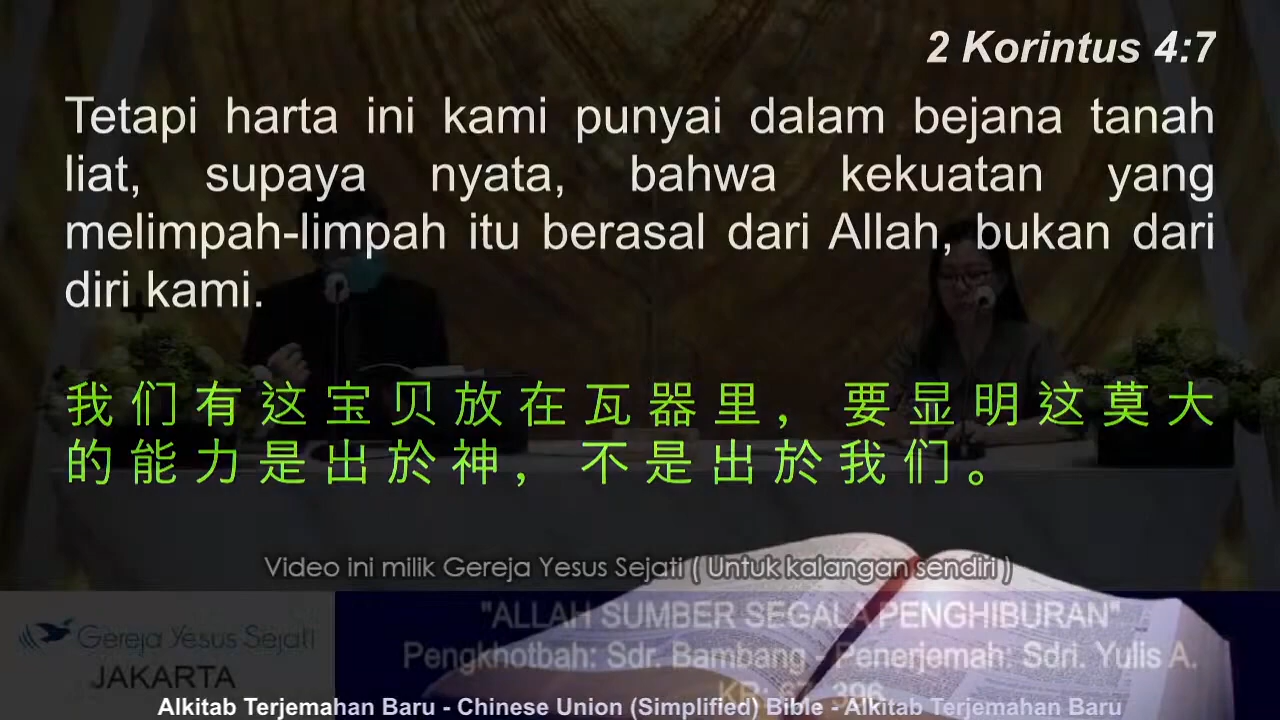 2 Korintus 4:7
Tetapi harta ini kami punyai dalam bejana tanah
liat, supaya nyata, bahwa kekuatan yang
melimpah-limpah itu berasal dari Allah, bukan dari
diri kami.
我们有这宝贝放在瓦器里，要显明这莫大
的能力是出於神，不是出於我们。
Video ini milik Gereja Yesus Sejati ( Untuk kalangan sendiri )
"ALLAH SUMBER SEGALA PENGHIBURAN"
Gereja Yesus Sejati
Pengkhotbah: Sdr. Bambang - Penerjemah: Sdri. Yulis A.
JAKARTA
KR: 396
Alkitab Terjemahan Baru - Chinese Union (Simplified) Bible - Alkitab Terjemahan Baru